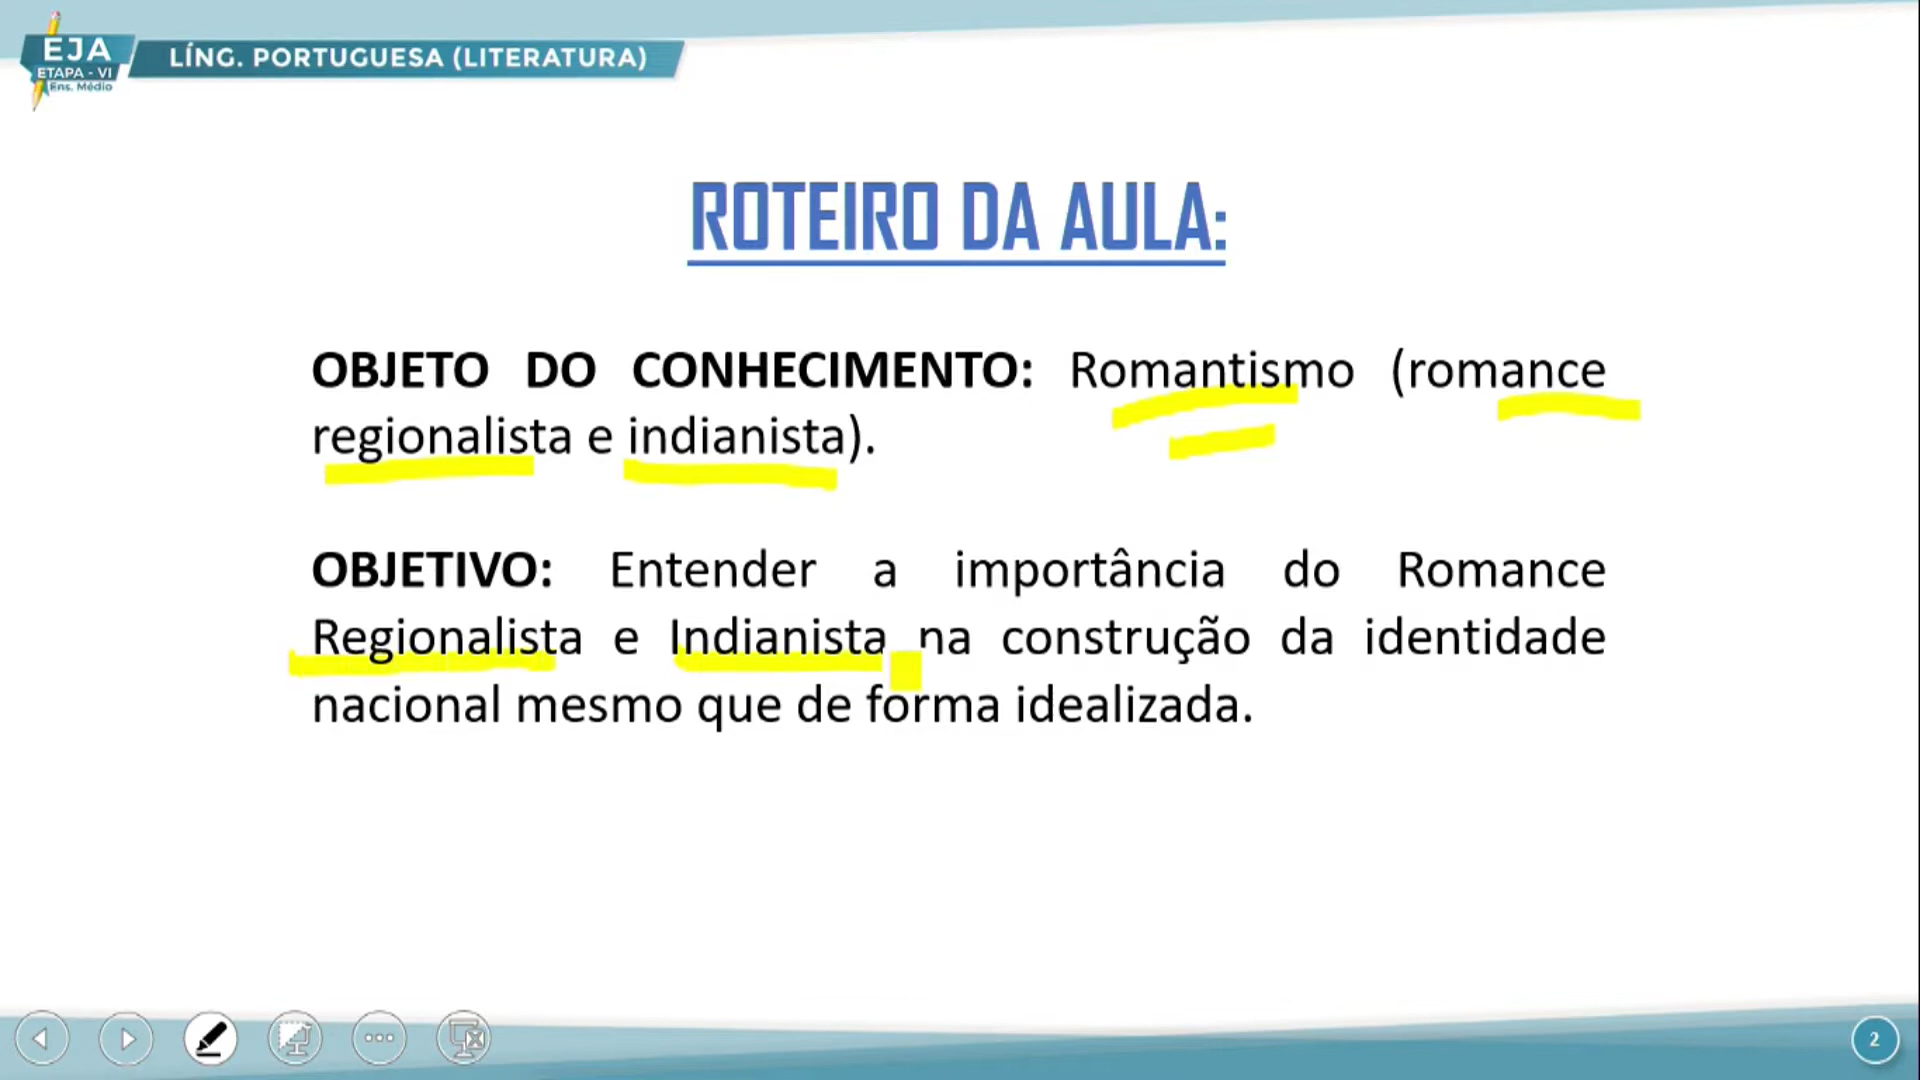 EJA
ETAPA - VI
Ens. Médio
LÍNG. PORTUGUESA (LITERATURA)
ROTEIRO DA AULA:
OBJETO DO CONHECIMENTO: Romantismo (romance
regionalista e indianista).
OBJETIVO: Entender a importância do Romance
Regionalista e Indianista na construção da identidade
nacional mesmo que de forma idealizada.
2